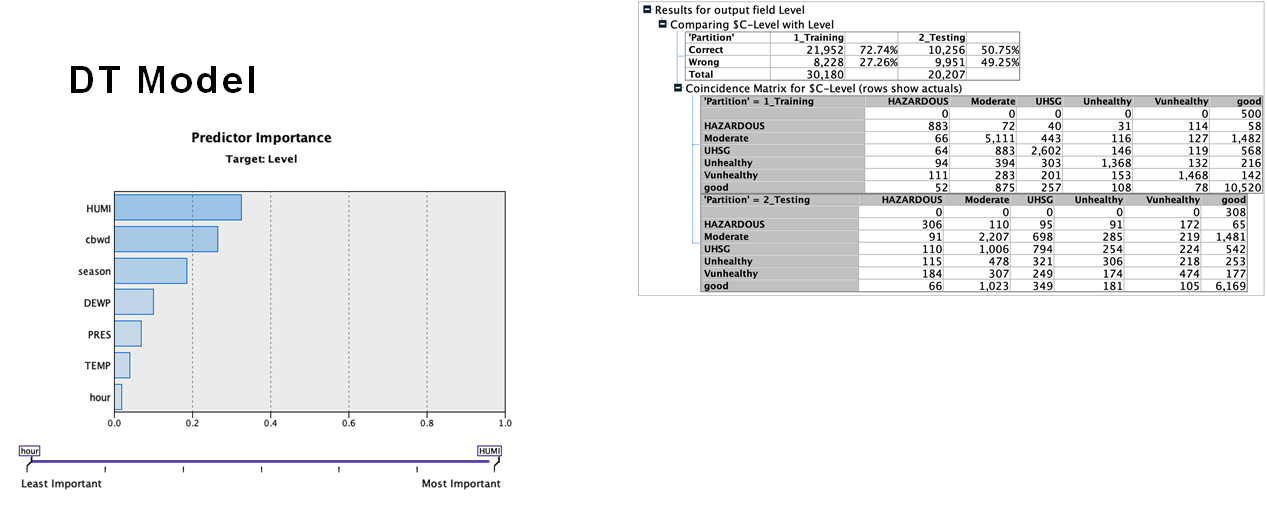 DT Model
Predictor Importance
Target: Level
HUMI
cbwd
season
DEWP
PRES
TEMP
hour
0.0 0.2 0.4 0.6 0.8 1.0
hour HUMI
Least Important Most Important
Results for output field Level
Comparing $C-Level with Level
'Partition' 1_Training 2_Testing
Correct 21,952 72.74% 10,256 50.75%
Wrong 8,228 27.26% 9,951 49.25%
Total 30,180 20,207
Coincidence Matrix for $C-Level (rows show actuals)
'Partition' = 1_Training HAZARDOUS Moderate UHSG Unhealthy Vunhealthy good
0 0 0 0 0 500
HAZARDOUS 883 72 40 31 114 58
Moderate 66 5,111 443 116 127 1,482
UHSG 64 883 2,602 146 119 568
Unhealthy 94 394 303 1,368 132 216
Vunhealthy 111 283 201 153 1,468 142
good 52 875 257 108 78 10,520
'Partition' = 2_Testing HAZARDOUS Moderate UHSG Unhealthy Vunhealthy good
0 0 0 0 0 308
HAZARDOUS 306 110 95 91 172 65
Moderate 91 2,207 698 285 219 1,481
UHSG 110 1,006 794 254 224 542
Unhealthy 115 478 321 306 218 253
Vunhealthy 184 307 249 174 474 177
good 66 1,023 349 181 105 6,169